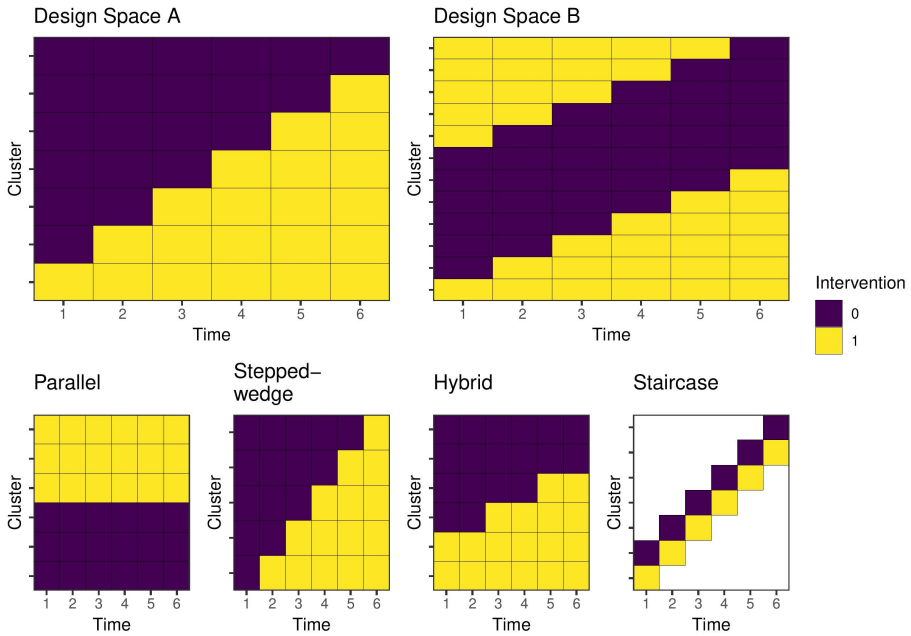 Design Space A
Design Space B
Cluster
Cluster
1 2 3 4 5 6
1 2 3 4 5 6
Time
Time
Intervention
0
1
Parallel
Stepped–
wedge
Hybrid
Staircase
Cluster
Cluster
Cluster
Cluster
1 2 3 4 5 6
1 2 3 4 5 6
1 2 3 4 5 6
1 2 3 4 5 6
Time
Time
Time
Time